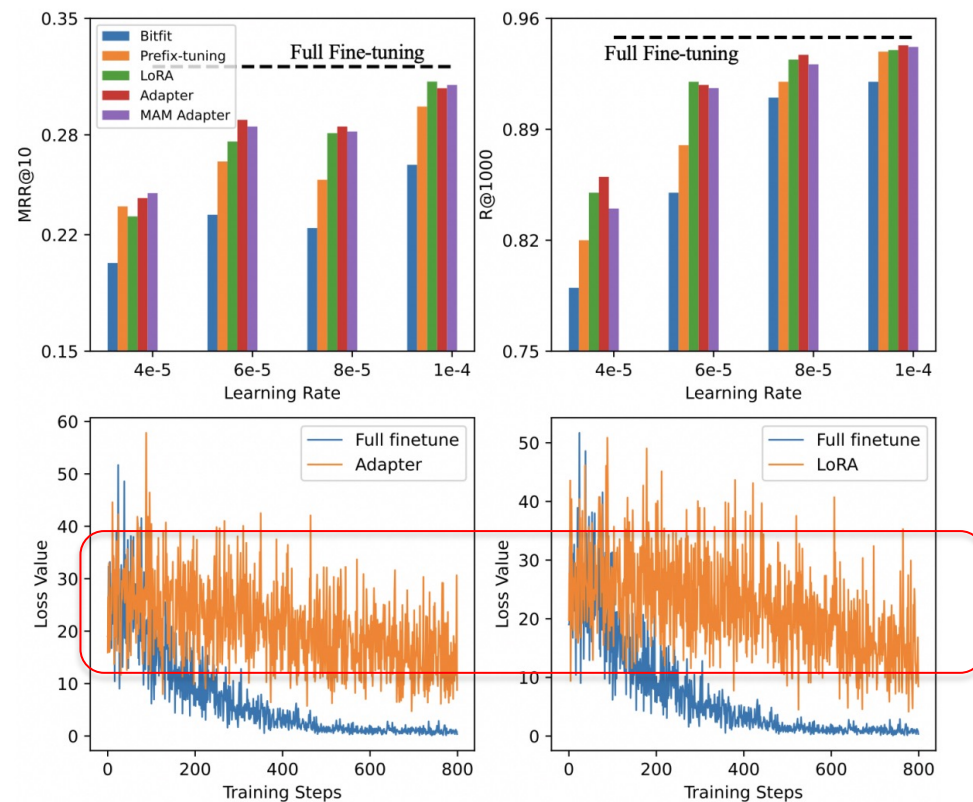 0.35
0.28
0.22
0.15
MRR@10
Bitfit
Prefix-tuning
LoRA
Adapter
MAM Adapter
Full Fine-tuning
4e-5
6e-5
8e-5
1e-4
Learning Rate
0.96
0.89
0.82
0.75
R@1000
Full Fine-tuning
4e-5
6e-5
8e-5
1e-4
Learning Rate
60
50
40
30
20
10
0
Loss Value
Full finetune
Adapter
0
200
400
600
800
Training Steps
50
40
30
20
10
0
Loss Value
Full finetune
LoRA
0
200
400
600
800
Training Steps